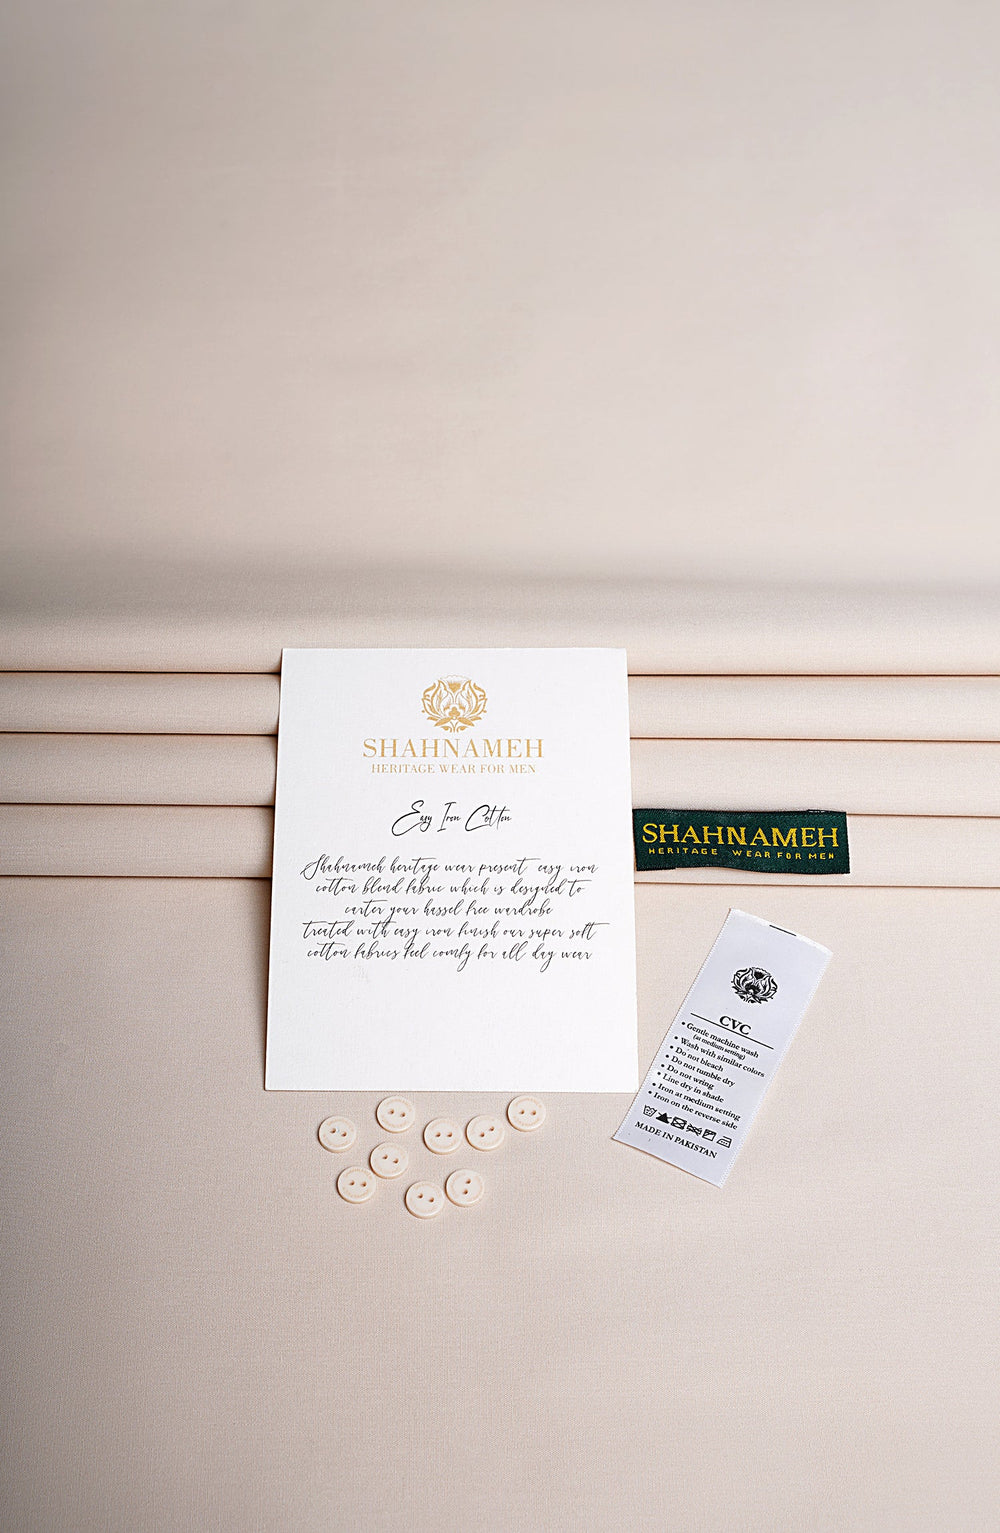 SHAHNAMEH
HERITAGE WEAR FOR MEN
Easy Iron Cotton
Shahnameh heritage wear present easy iron
cotton blend fabric which is designed to
carter your hassel free wardrobe
treated with easy iron finish our super soft
cotton fabrics feel comfy for all day wear
SHAHNAMEH
HERITAGE WEAR FOR MEN
CVC
• Gentle machine wash
(at medium setting)
• Wash with similar colors
• Do not bleach
• Do not tumble dry
• Do not wring
• Line dry in shade
• Iron at medium setting
• Iron on the reverse side
MADE IN PAKISTAN